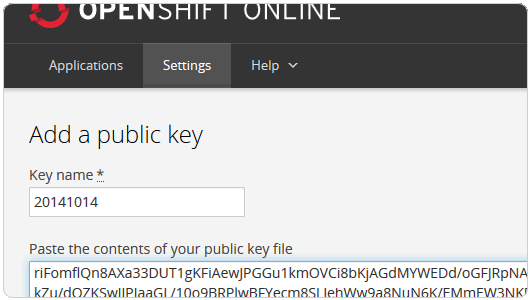 OPENSHIFT ONLINE
Applications Settings Help
Add a public key
Key name *
20141014
Paste the contents of your public key file
riFomflQn8AXa33DUT1gKFiAewJPGGu1kmOVCi8bKjAGdMYWEDd/oGFJRpNA